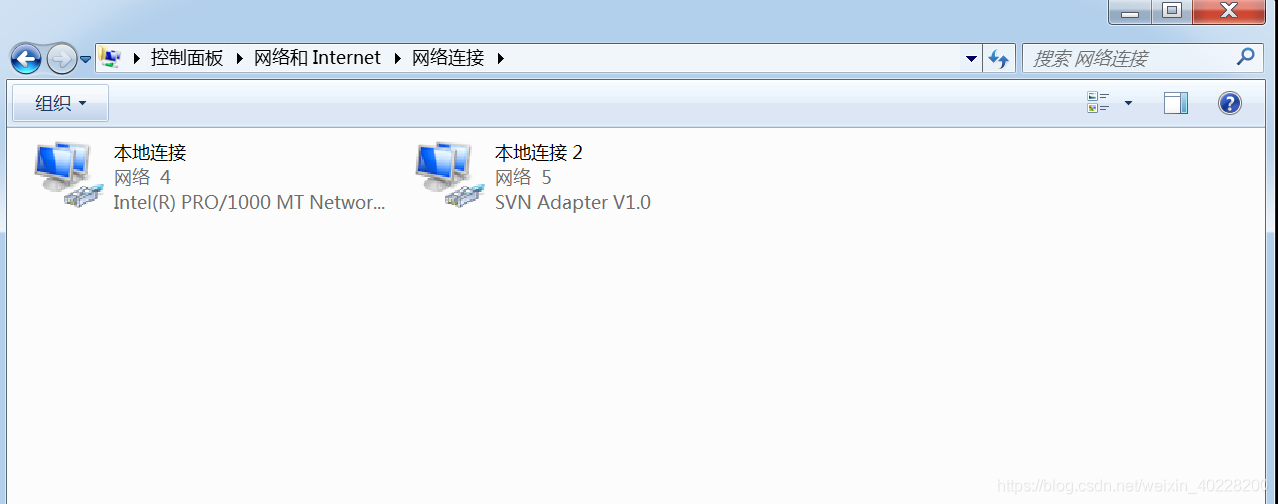 控制面板 网络和 Internet 网络连接
搜索 网络连接
组织
本地连接
网络 4
Intel(R) PRO/1000 MT Networ...
本地连接 2
网络 5
SVN Adapter V1.0
https://blog.csdn.net/weixin_40228200